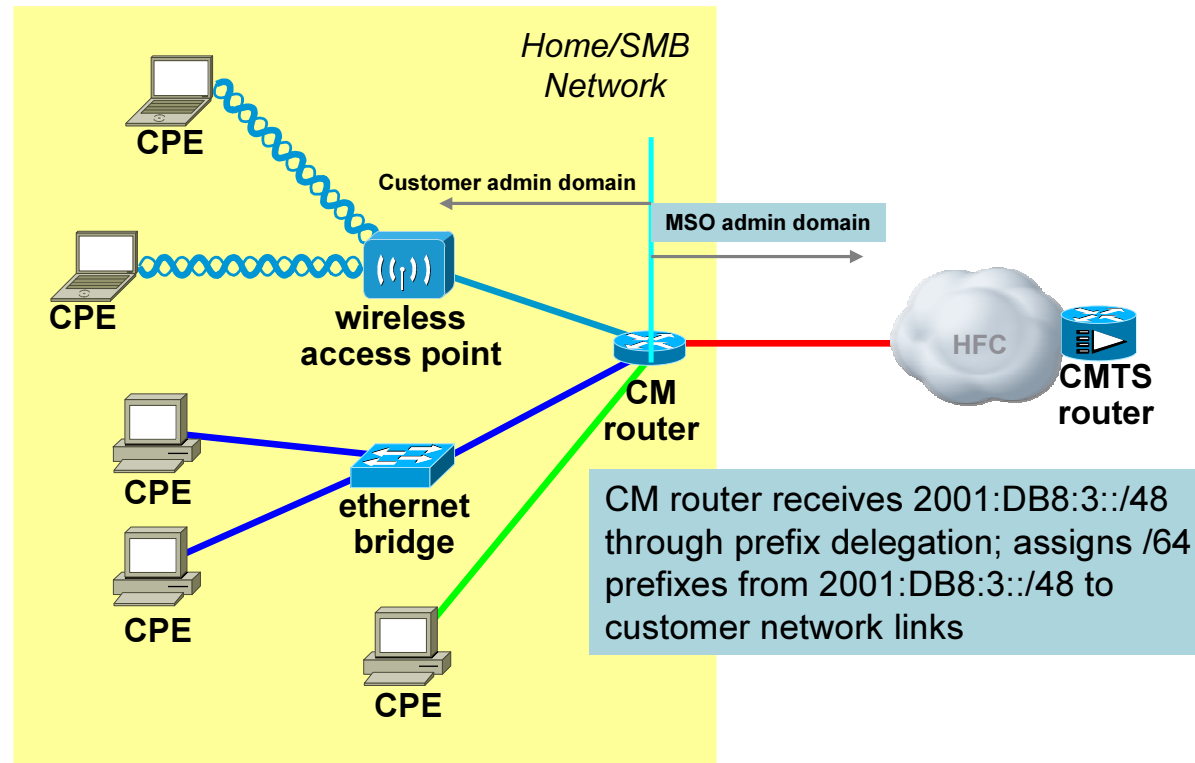 Home/SMB
Network
CPE
Customer admin domain
MSO admin domain
CPE
wireless
access point
HFC
CMTS
router
CM
router
CPE
ethernet
bridge
CPE
CPE
CM router receives 2001:DB8:3::/48
through prefix delegation; assigns /64
prefixes from 2001:DB8:3::/48 to
customer network links